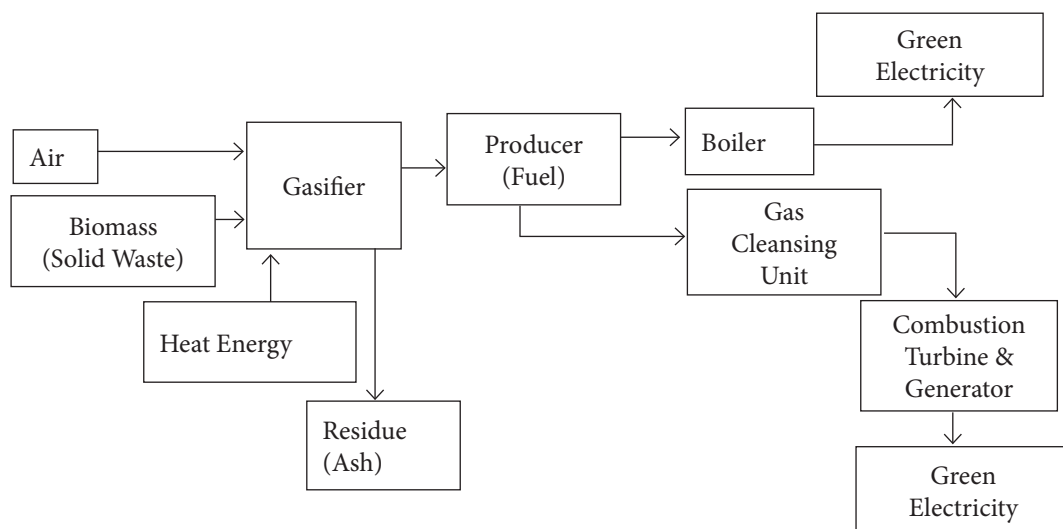 Green
Electricity
Air
Gasifier
Producer
(Fuel)
Boiler
Biomass
(Solid Waste)
Gas
Cleansing
Unit
Heat Energy
Combustion
Turbine &
Generator
Residue
(Ash)
Green
Electricity